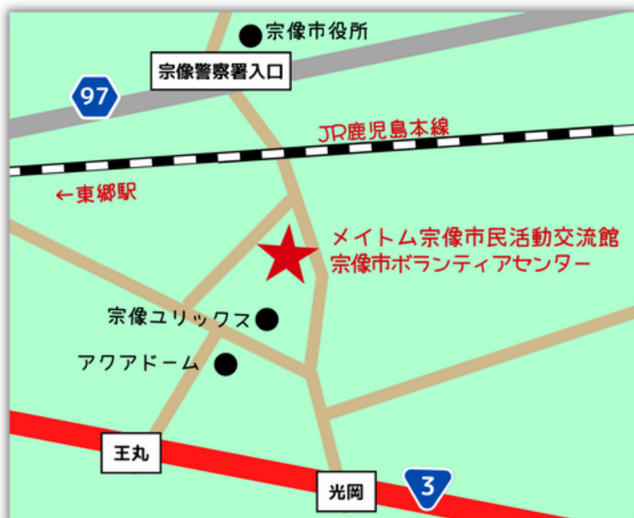 宗像市役所
宗像警察署入口
97
JR鹿児島本線
←東郷駅
メイトム宗像市民活動交流館
宗像市ボランティアセンター
宗像ユリックス
アクアドーム
王丸
光岡
3